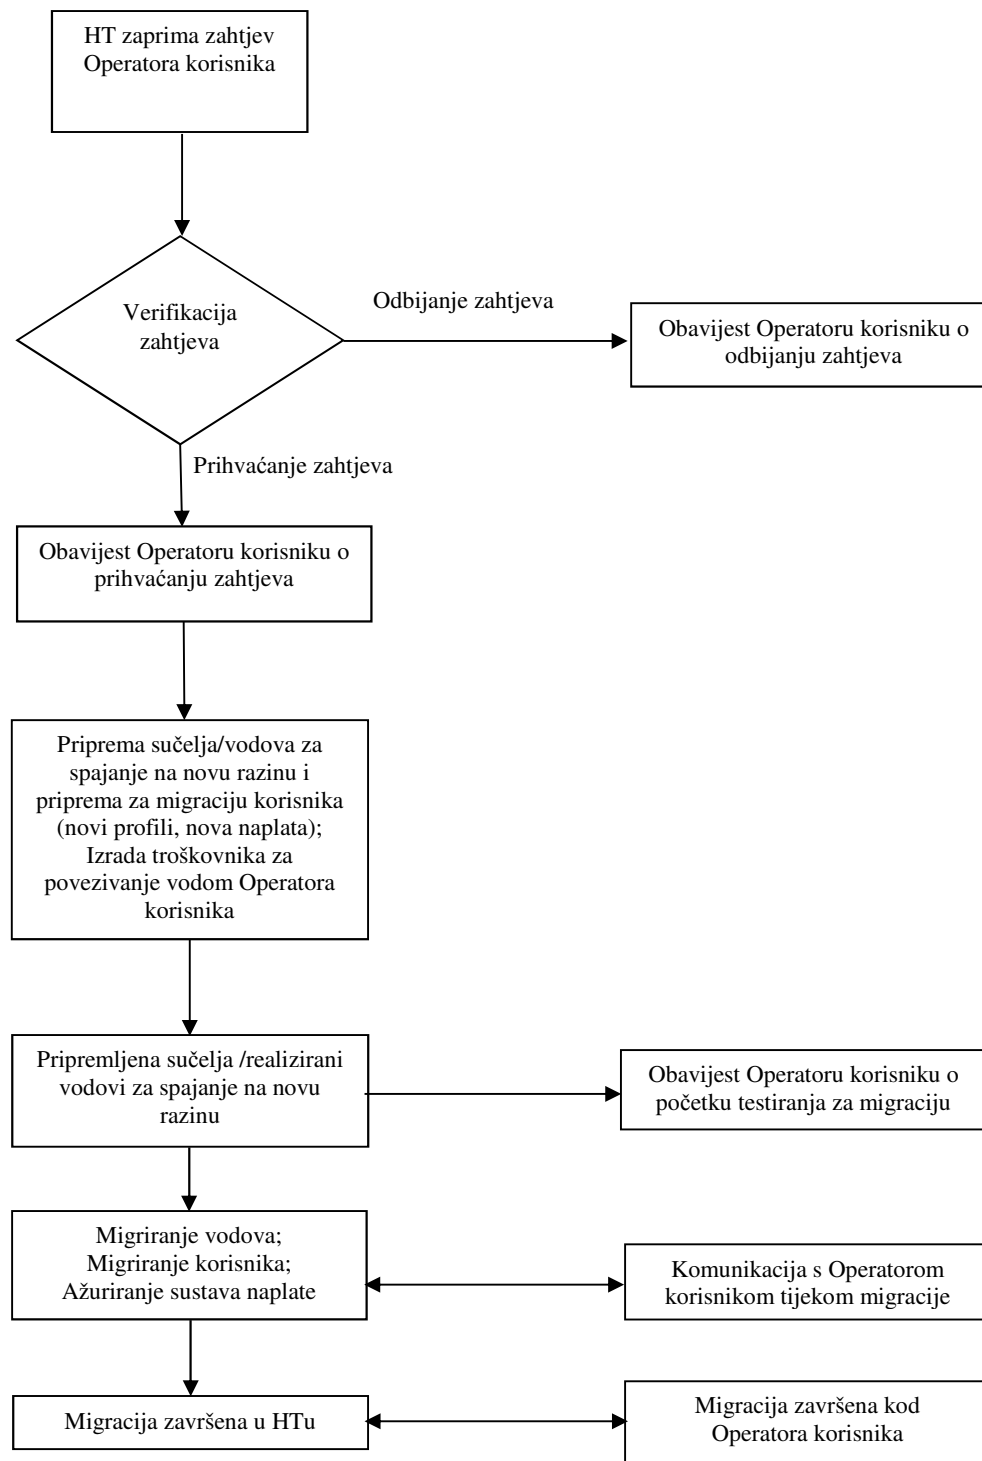 HT zaprima zahtjev
Operatora korisnika
Verifikacija
zahtjeva
Odbijanje zahtjeva
Obavijest Operatoru korisniku o
odbijanju zahtjeva
Prihvaćanje zahtjeva
Obavijest Operatoru korisniku o
prihvaćanju zahtjeva
Priprema sučelja/vodova za
spajanje na novu razinu i
priprema za migraciju korisnika
(novi profili, nova naplata);
Izrada troškovnika za
povezivanje vodom Operatora
korisnika
Pripremljena sučelja /realizirani
vodovi za spajanje na novu
razinu
Obavijest Operatoru korisniku o
početku testiranja za migraciju
Migriranje vodova;
Migriranje korisnika;
Ažuriranje sustava naplate
Komunikacija s Operatorom
korisnikom tijekom migracije
Migracija završena u HTu
Migracija završena kod
Operatora korisnika